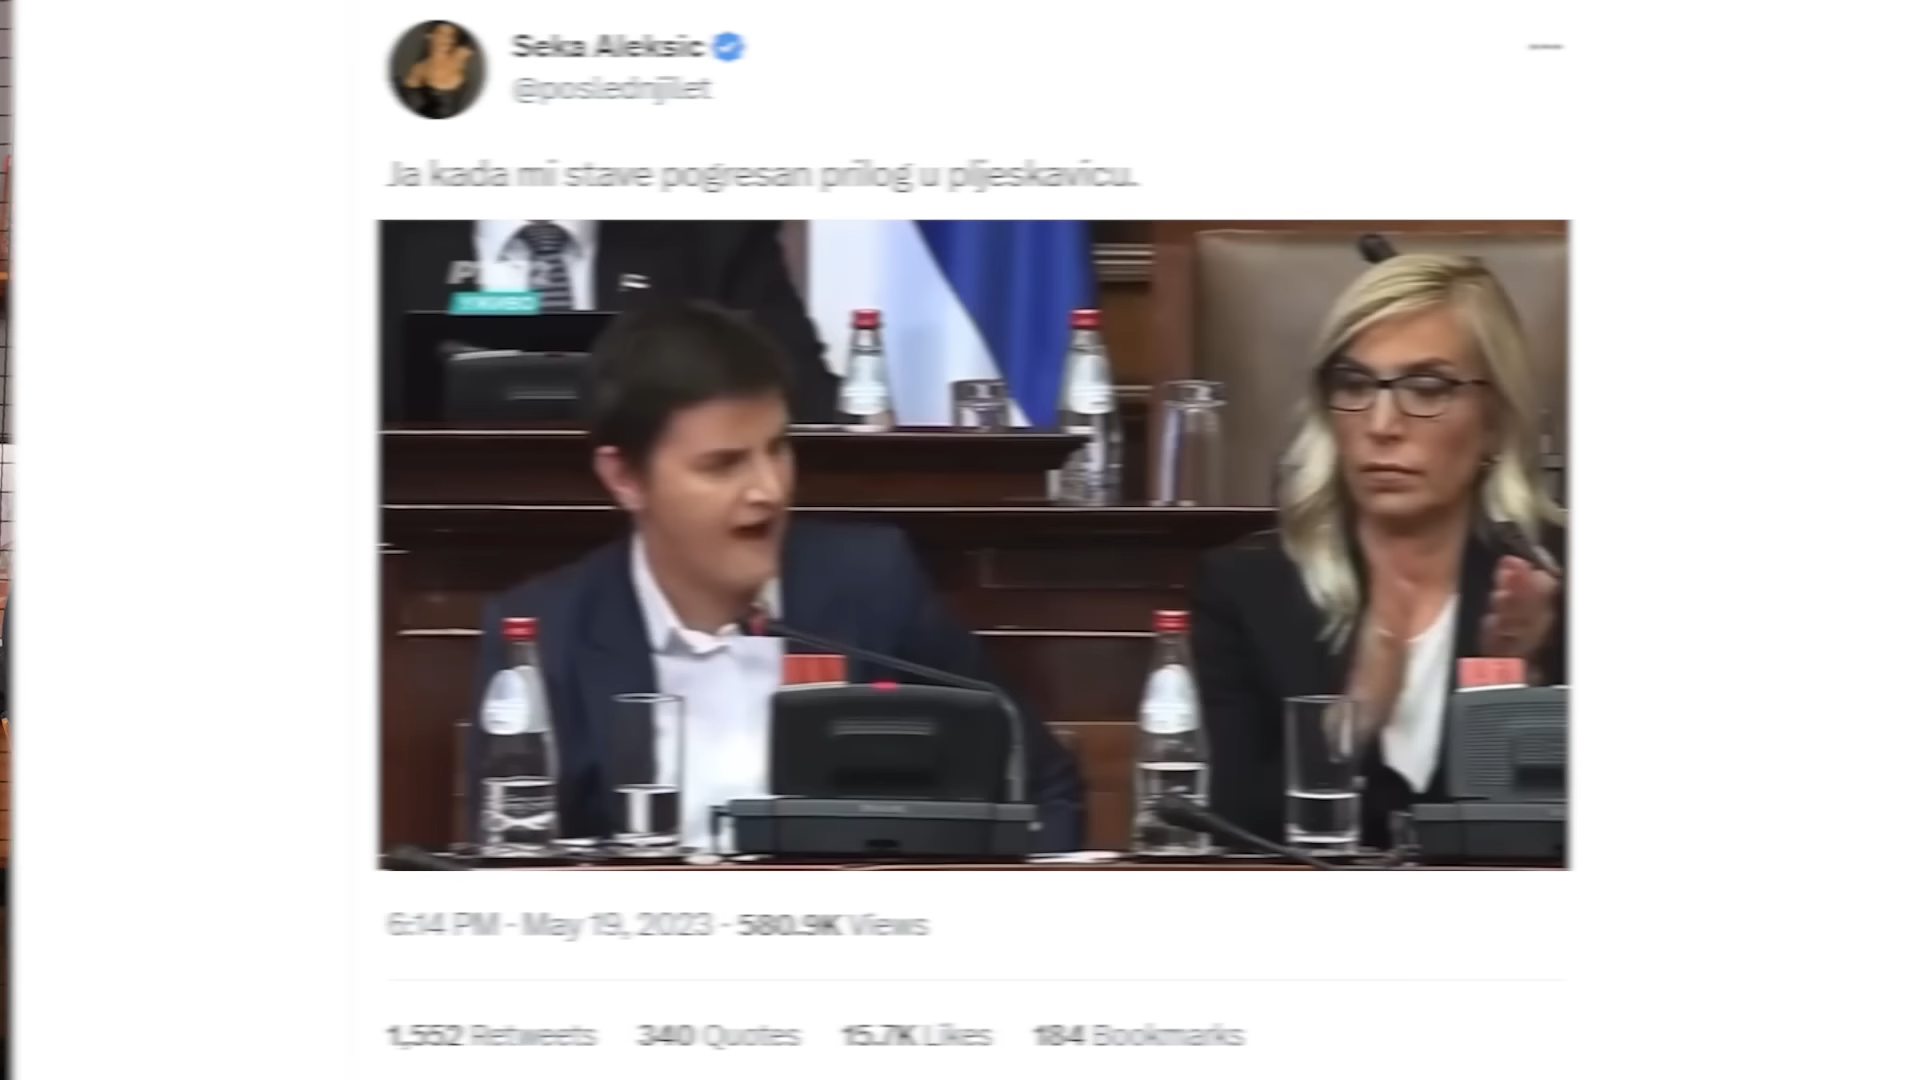 Seka Aleksic
@poslednjilet
Ja kada mi stave pogresan prilog u pljeskavicu.
6:14 PM · May 19, 2023 · 580.9K Views
1,552 Retweets 340 Quotes 15.7K Likes 184 Bookmarks